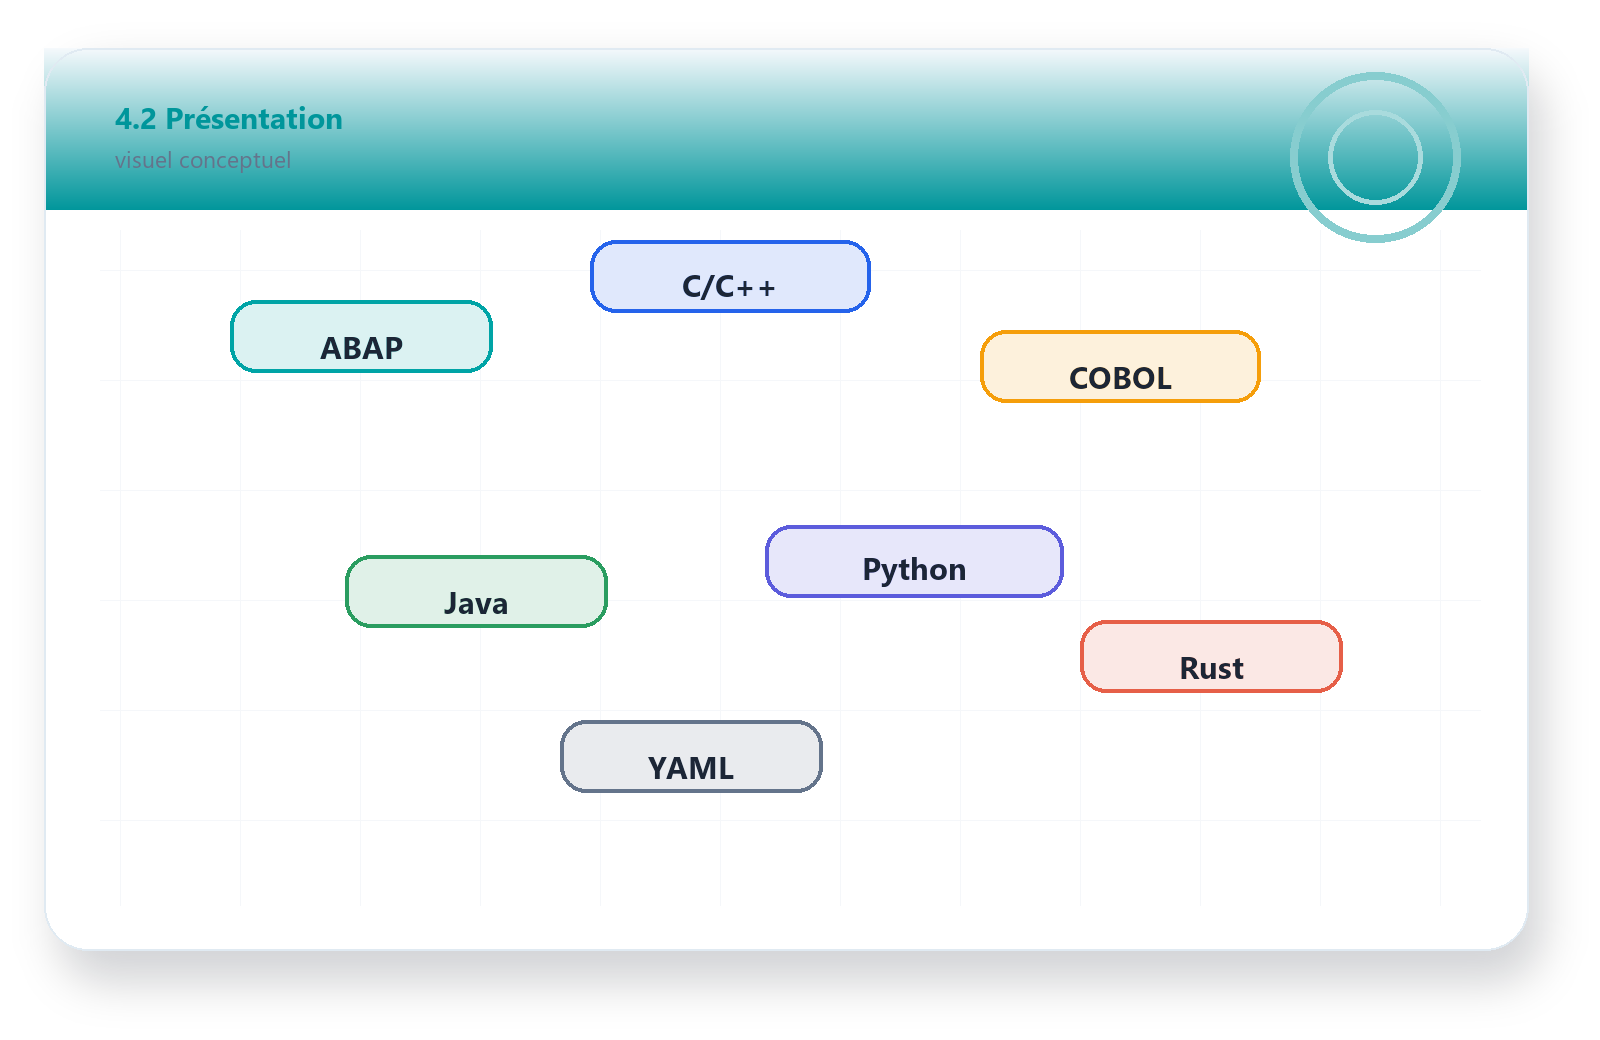 4.2 Présentation
visuel conceptuel
C/C++
ABAP
COBOL
Python
Java
Rust
YAML